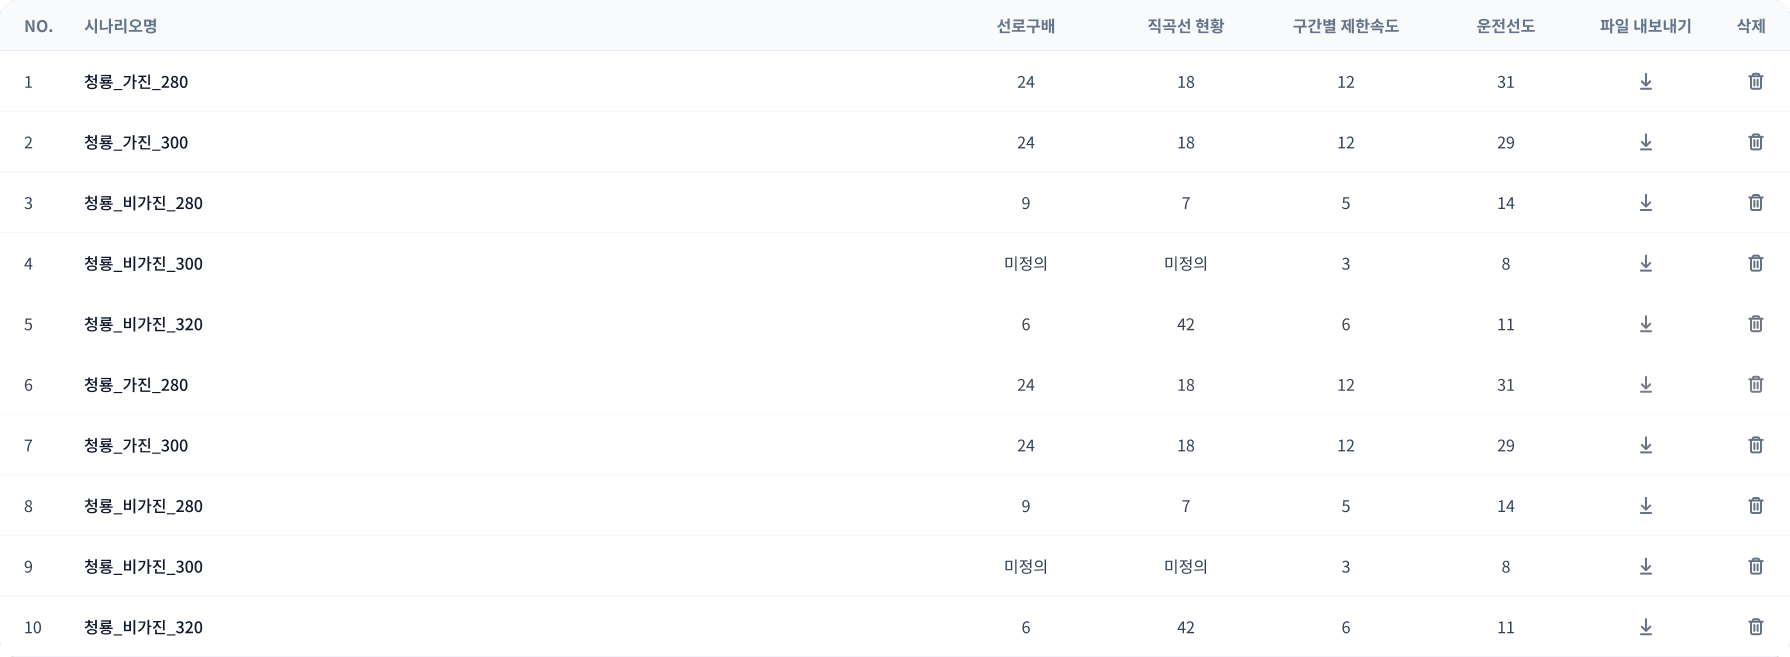 NO. 시나리오명 선로구배 직곡선 현황 구간별 제한속도 운전선도 파일 내보내기 삭제
1 청룡_가진_280 24 18 12 31
2 청룡_가진_300 24 18 12 29
3 청룡_비가진_280 9 7 5 14
4 청룡_비가진_300 미정의 미정의 3 8
5 청룡_비가진_320 6 42 6 11
6 청룡_가진_280 24 18 12 31
7 청룡_가진_300 24 18 12 29
8 청룡_비가진_280 9 7 5 14
9 청룡_비가진_300 미정의 미정의 3 8
10 청룡_비가진_320 6 42 6 11